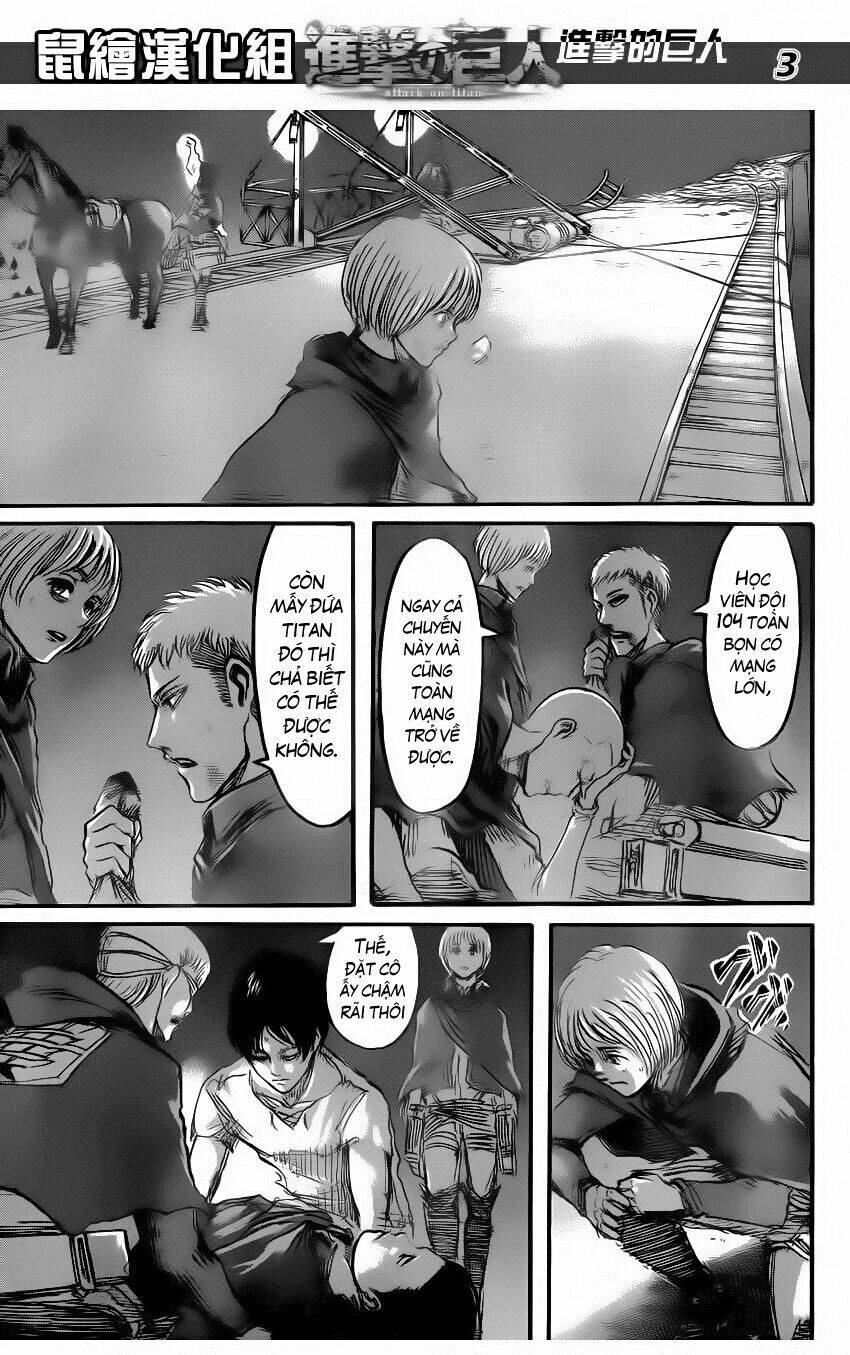 鼠繪漢化組
進撃の巨人
attack on titan
進擊的巨人
3
HỌC
VIÊN ĐỘI
104 TOÀN
BỌN CÓ
MẠNG
LỚN,
NGAY CẢ
CHUYẾN
NÀY MÀ
CŨNG
TOÀN
MẠNG
TRỞ VỀ
ĐƯỢC.
CÒN
MẤY ĐỨA
TITAN
ĐÓ THÌ
CHẢ BIẾT
CÓ THỂ
ĐƯỢC
KHÔNG.
ググ
THẾ,
ĐẶT CÔ
ẤY CHẬM
RÃI THÔI